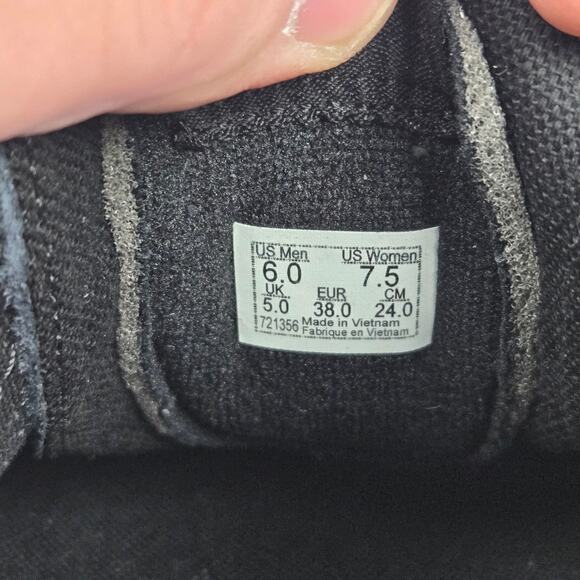 US Men US Women
6.0 7.5
UK EUR CM
5.0 38.0 24.0
721356 Made in Vietnam
Fabrique en Vietnam